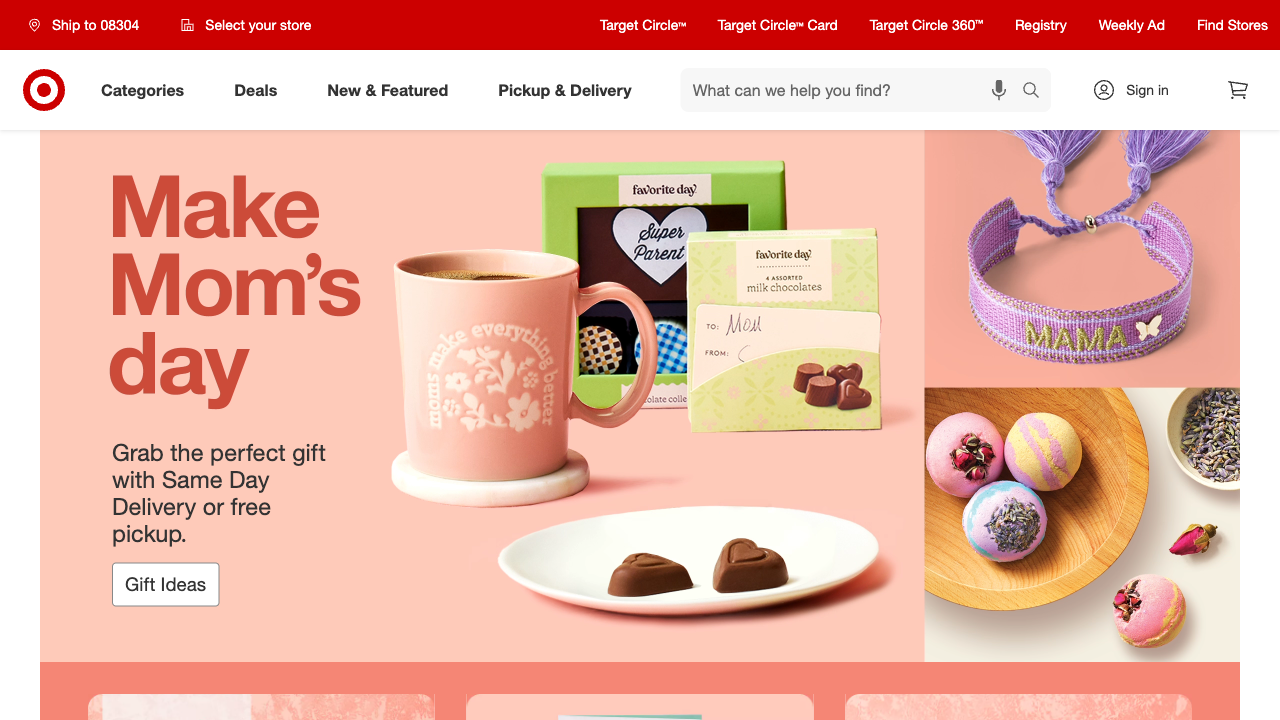 Ship to 08304
Select your store
Target Circle™
Target Circle™ Card
Target Circle 360™
Registry
Weekly Ad
Find Stores
Categories
Deals
New & Featured
Pickup & Delivery
What can we help you find?
Sign in
Make
Mom’s
day
Grab the perfect gift
with Same Day
Delivery or free
pickup.
Gift Ideas
favorite day
Super
Parent
favorite day
4 ASSORTED
milk chocolates
TO: Mom
FROM:
moms make everything better
MAMA